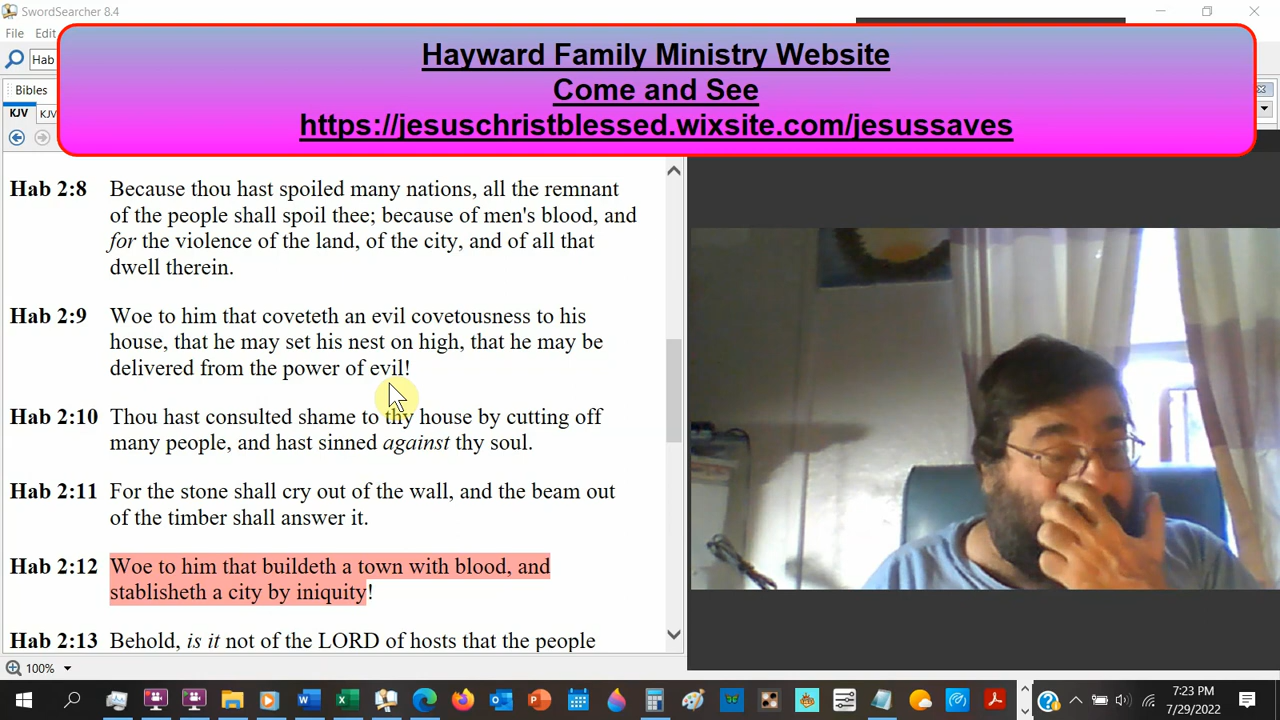 SwordSearcher 8.4
File Edi
Hayward Family Ministry Website
Come and See
https://jesuschristblessed.wixsite.com/jesussaves
Hab
Bibles
KJV KJV
Hab 2:8 Because thou hast spoiled many nations, all the remnant
of the people shall spoil thee; because of men's blood, and
for the violence of the land, of the city, and of all that
dwell therein.
Hab 2:9 Woe to him that coveteth an evil covetousness to his
house, that he may set his nest on high, that he may be
delivered from the power of evil!
Hab 2:10 Thou hast consulted shame to thy house by cutting off
many people, and hast sinned against thy soul.
Hab 2:11 For the stone shall cry out of the wall, and the beam out
of the timber shall answer it.
Hab 2:12 Woe to him that buildeth a town with blood, and
stablisheth a city by iniquity!
Hab 2:13 Behold, is it not of the LORD of hosts that the people
100%
7:23 PM
7/29/2022